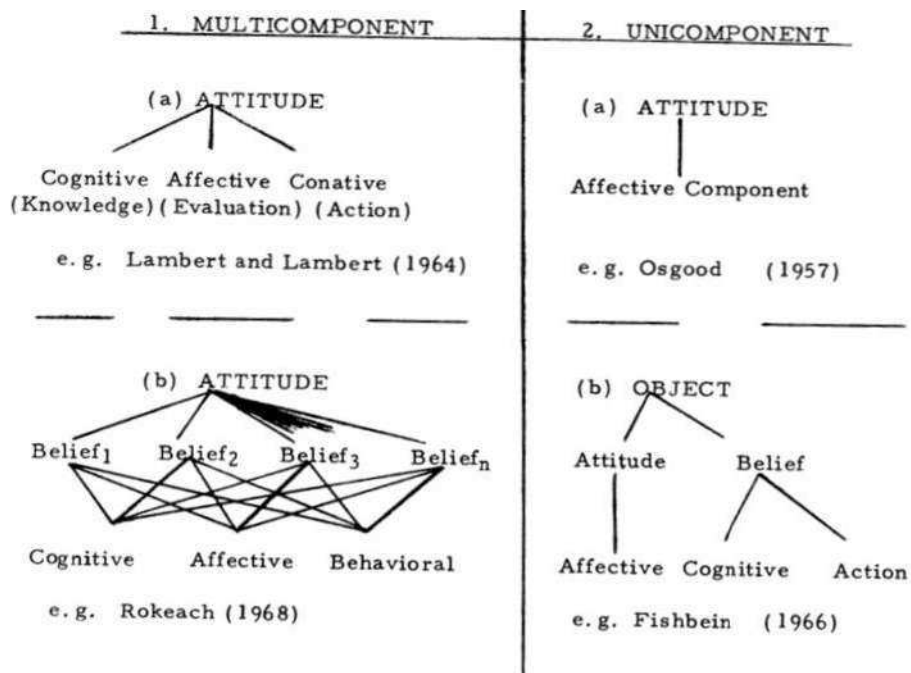 1. MULTICOMPONENT
(a) ATTITUDE
Cognitive Affective Conative
(Knowledge) (Evaluation) (Action)
e.g. Lambert and Lambert (1964)
(b) ATTITUDE
Belief1 Belief2 Belief3 Beliefn
Cognitive Affective Behavioral
e.g. Rokeach (1968)
2. UNICOMPONENT
(a) ATTITUDE
Affective Component
e.g. Osgood (1957)
(b) OBJECT
Attitude Belief
Affective Cognitive Action
e.g. Fishbein (1966)